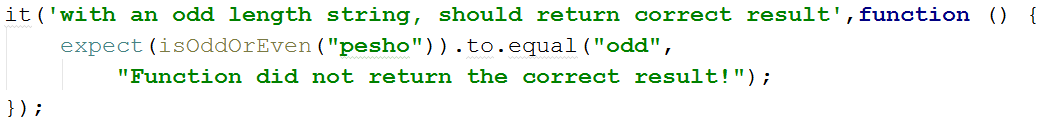 it('with an odd length string, should return correct result',function () {
    expect(isOddOrEven("pesho")).to.equal("odd",
        "Function did not return the correct result!");
});